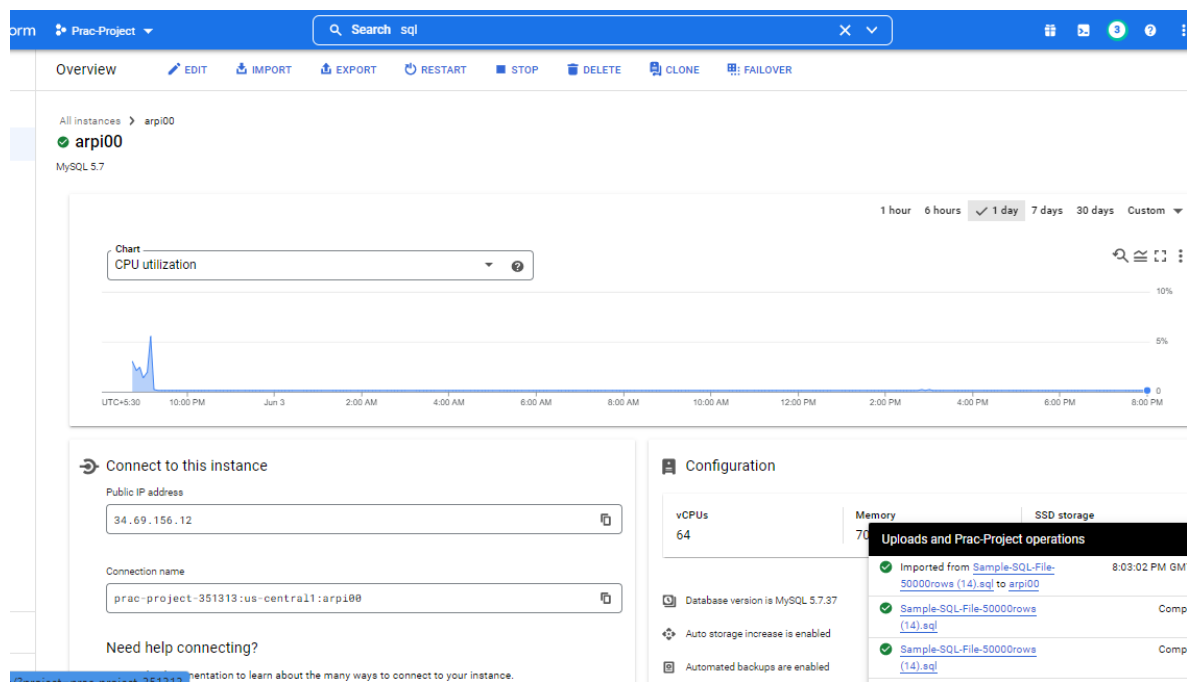 orm Prac-Project Search sql 3
Overview EDIT IMPORT EXPORT RESTART STOP DELETE CLONE FAILOVER
All instances arpi00
arpi00
MySQL 5.7
1 hour 6 hours 1 day 7 days 30 days Custom
Chart
CPU utilization
10%
5%
0
UTC+5:30 10:00 PM Jun 3 2:00 AM 4:00 AM 6:00 AM 8:00 AM 10:00 AM 12:00 PM 2:00 PM 4:00 PM 6:00 PM 8:00 PM
Connect to this instance
Public IP address
34.69.156.12
Connection name
prac-project-351313:us-central1:arpi00
Need help connecting?
nentation to learn about the many ways to connect to your instance.
Configuration
vCPUs Memory SSD storage
64 70
Database version is MySQL 5.7.37
Auto storage increase is enabled
Automated backups are enabled
Uploads and Prac-Project operations
Imported from Sample-SQL-File- 8:03:02 PM GM
50000rows (14).sql to arpi00
Sample-SQL-File-50000rows Comp
(14).sql
Sample-SQL-File-50000rows Comp
(14).sql